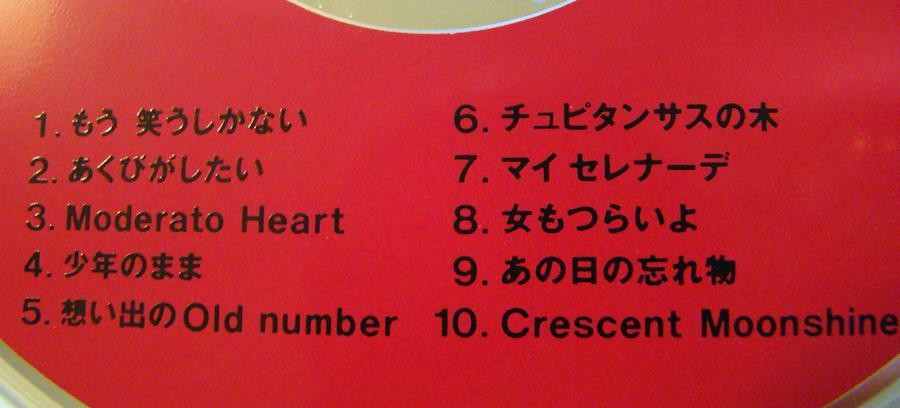 1. もう 笑うしかない
2. あくびがしたい
3. Moderato Heart
4. 少年のまま
5. 想い出のOld number
6. チュピタンサスの木
7. マイ セレナーデ
8. 女もつらいよ
9. あの日の忘れ物
10. Crescent Moonshine